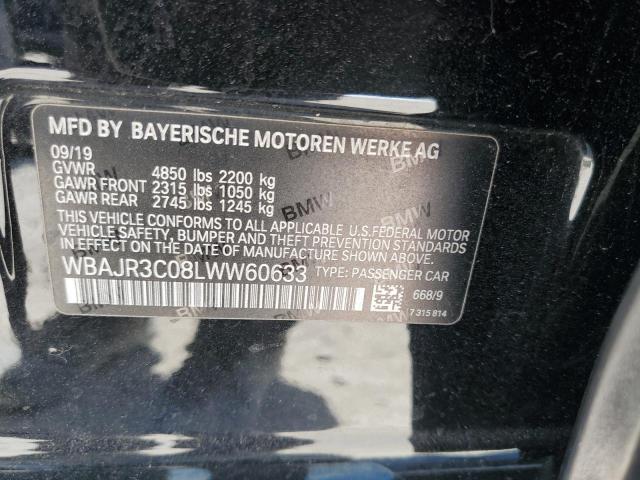 MFD BY BAYERISCHE MOTOREN WERKE AG
09/19
GVWR 4850 lbs 2200 kg
GAWR FRONT 2315 lbs 1050 kg
GAWR REAR 2745 lbs 1245 kg
THIS VEHICLE CONFORMS TO ALL APPLICABLE U.S.FEDERAL MOTOR
VEHICLE SAFETY, BUMPER AND THEFT PREVENTION STANDARDS
IN EFFECT ON THE DATE OF MANUFACTURE SHOWN ABOVE.
WBAJR3C08LWW60633 TYPE: PASSENGER CAR
668/9
7 315 814